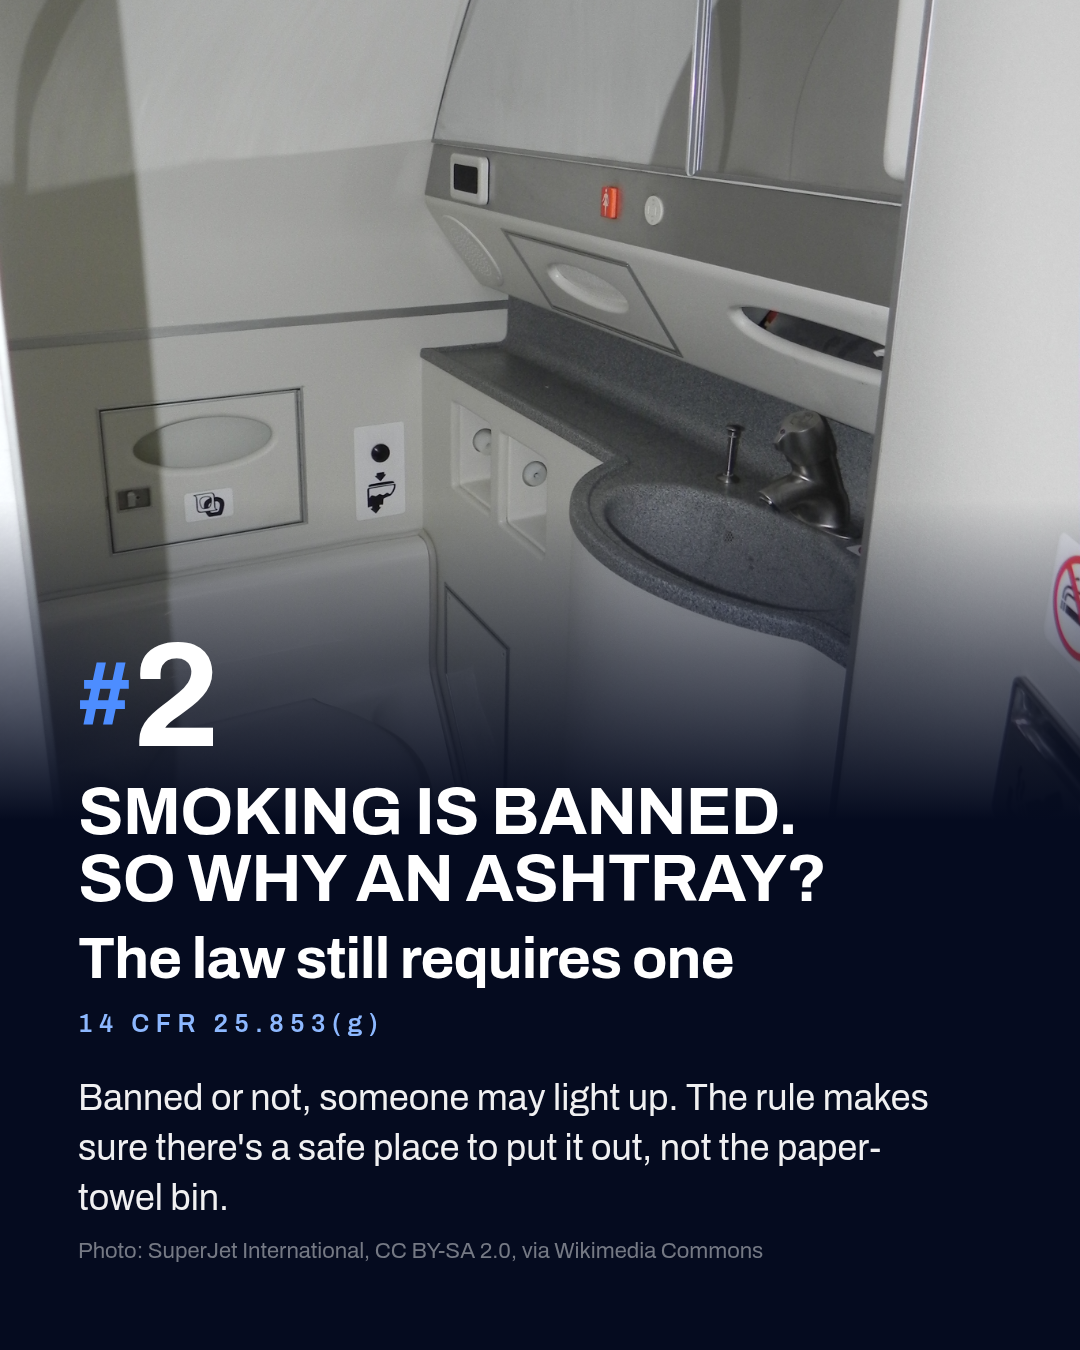 #2
SMOKING IS BANNED.
SO WHY AN ASHTRAY?
The law still requires one
14 CFR 25.853(g)
Banned or not, someone may light up. The rule makes
sure there's a safe place to put it out, not the paper-
towel bin.
Photo: SuperJet International, CC BY-SA 2.0, via Wikimedia Commons